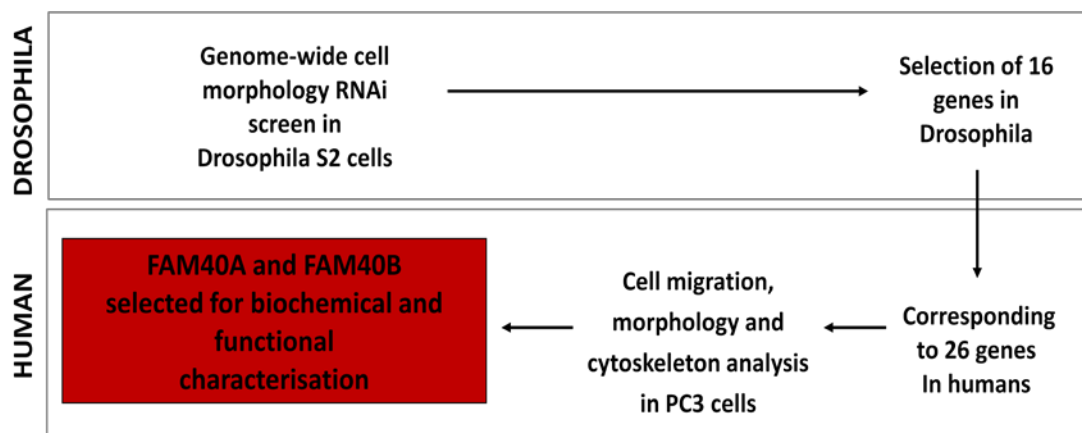 DROSOPHILA
Genome-wide cell
morphology RNAi
screen in
Drosophila S2 cells
Selection of 16
genes in
Drosophila
HUMAN
FAM40A and FAM40B
selected for biochemical and
functional
characterisation
Cell migration,
morphology and
cytoskeleton analysis
in PC3 cells
Corresponding
to 26 genes
In humans